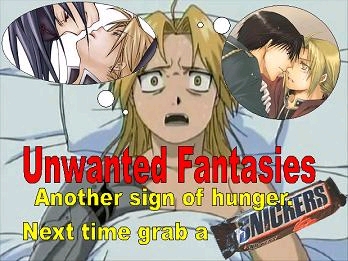 Unwanted Fantasies
Another sign of hunger.
Next time grab a
SNICKERS